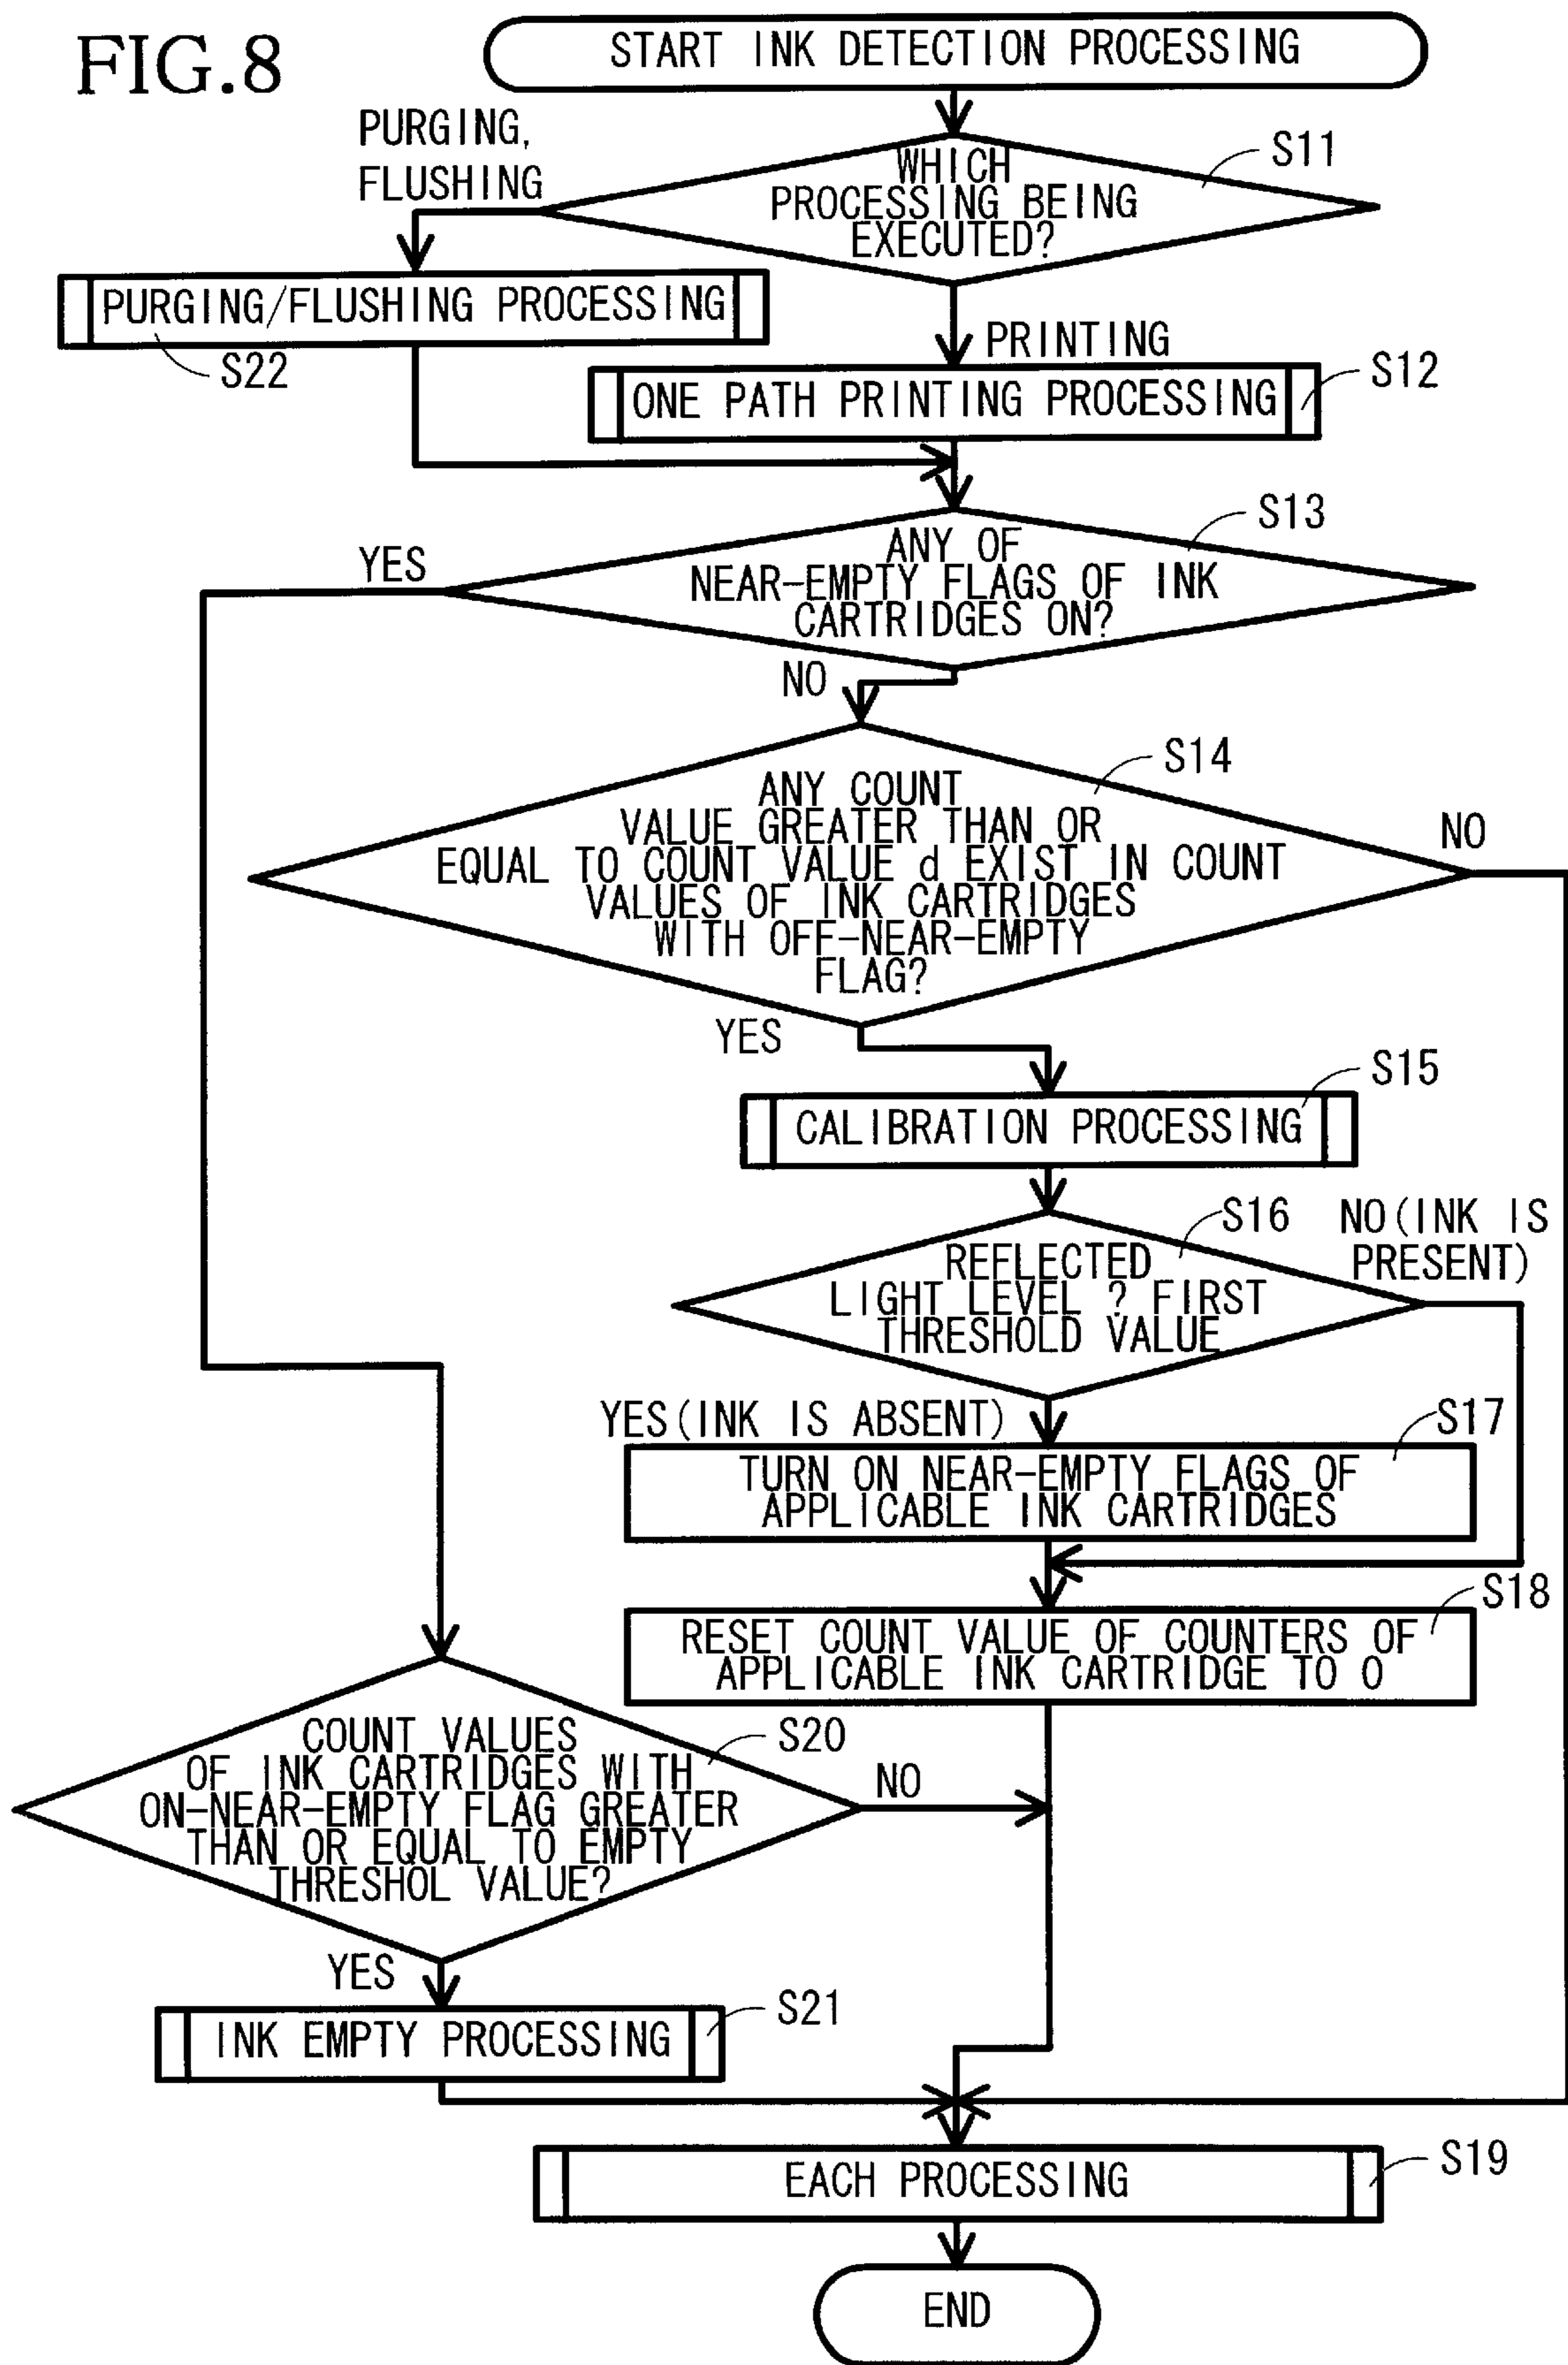 FIG.8
START INK DETECTION PROCESSING
PURGING,
FLUSHING
WHICH
PROCESSING BEING
EXECUTED?
S11
PURGING/FLUSHING PROCESSING
S22
PRINTING
ONE PATH PRINTING PROCESSING
S12
ANY OF
NEAR-EMPTY FLAGS OF INK
CARTRIDGES ON?
S13
YES
NO
ANY COUNT
VALUE GREATER THAN OR
EQUAL TO COUNT VALUE d EXIST IN COUNT
VALUES OF INK CARTRIDGES
WITH OFF-NEAR-EMPTY
FLAG?
S14
NO
YES
CALIBRATION PROCESSING
S15
REFLECTED
LIGHT LEVEL ? FIRST
THRESHOLD VALUE
S16
NO(INK IS
PRESENT)
YES(INK IS ABSENT)
S17
TURN ON NEAR-EMPTY FLAGS OF
APPLICABLE INK CARTRIDGES
S18
RESET COUNT VALUE OF COUNTERS OF
APPLICABLE INK CARTRIDGE TO 0
COUNT VALUES
OF INK CARTRIDGES WITH
ON-NEAR-EMPTY FLAG GREATER
THAN OR EQUAL TO EMPTY
THRESHOL VALUE?
S20
NO
YES
INK EMPTY PROCESSING
S21
EACH PROCESSING
S19
END